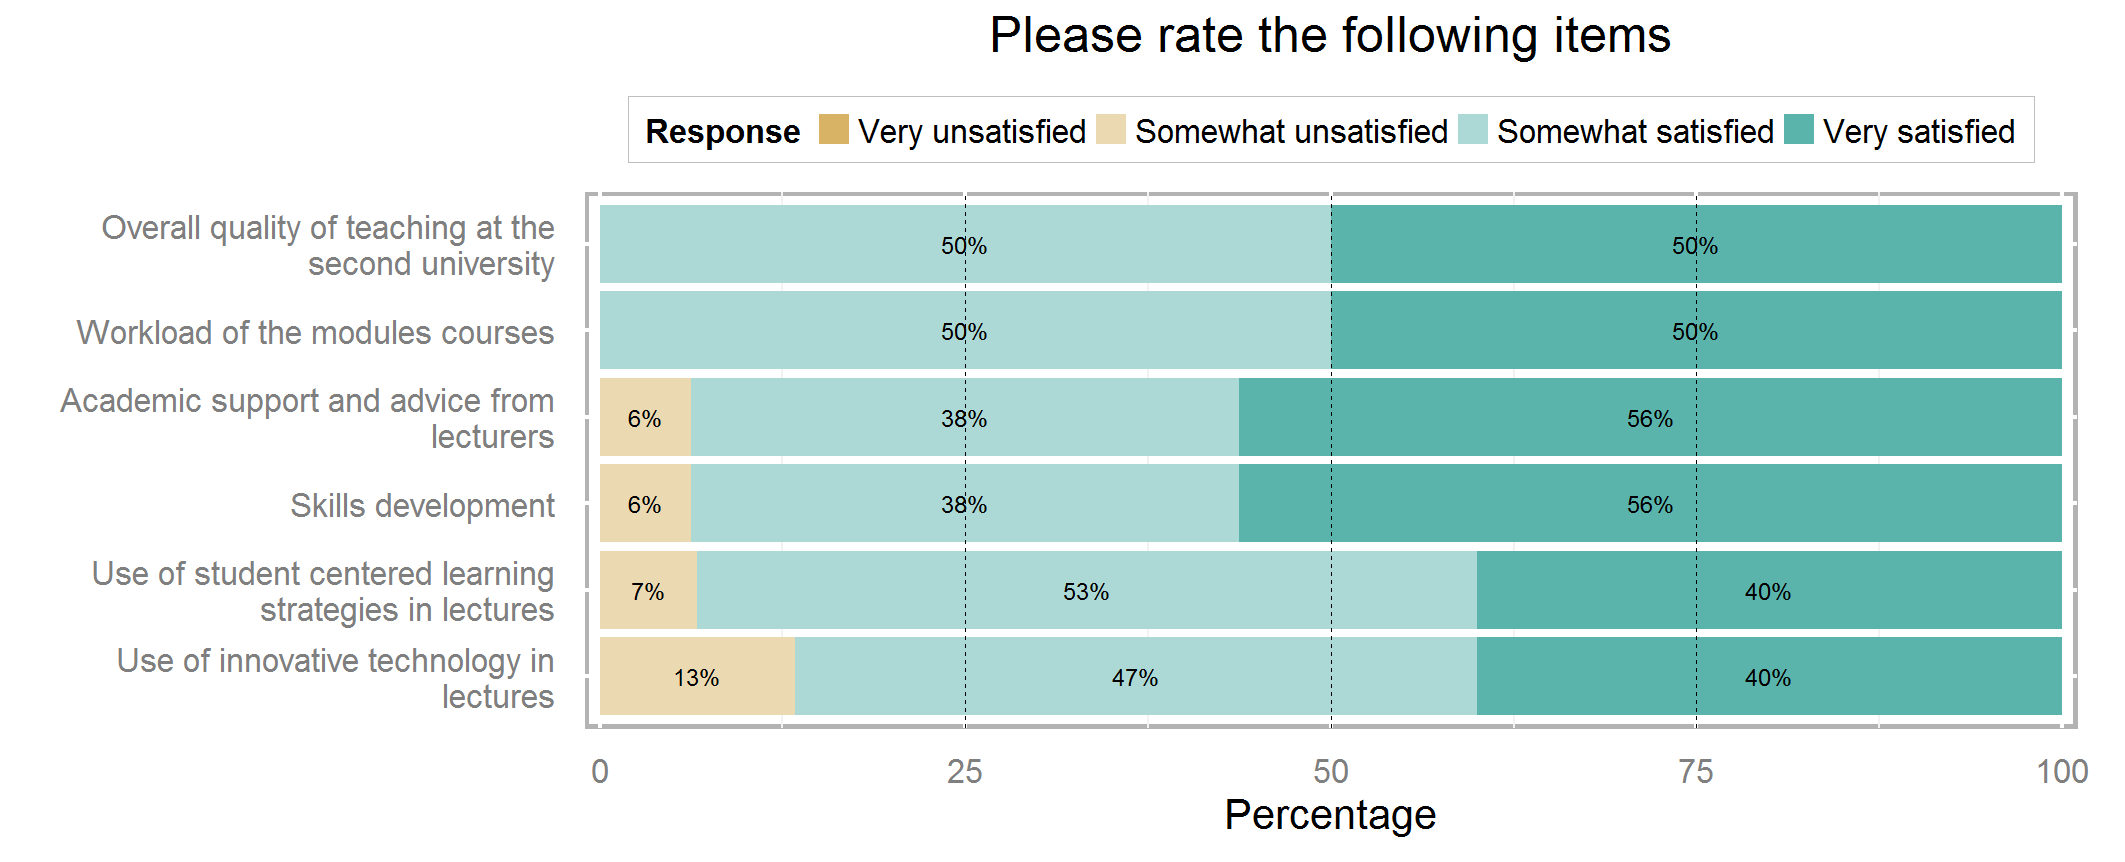 Please rate the following items
Response Very unsatisfied Somewhat unsatisfied Somewhat satisfied Very satisfied
Overall quality of teaching at the
second university
50% 50%
Workload of the modules courses
50% 50%
Academic support and advice from
lecturers
6% 38% 56%
Skills development
6% 38% 56%
Use of student centered learning
strategies in lectures
7% 53% 40%
Use of innovative technology in
lectures
13% 47% 40%
0 25 50 75 100
Percentage